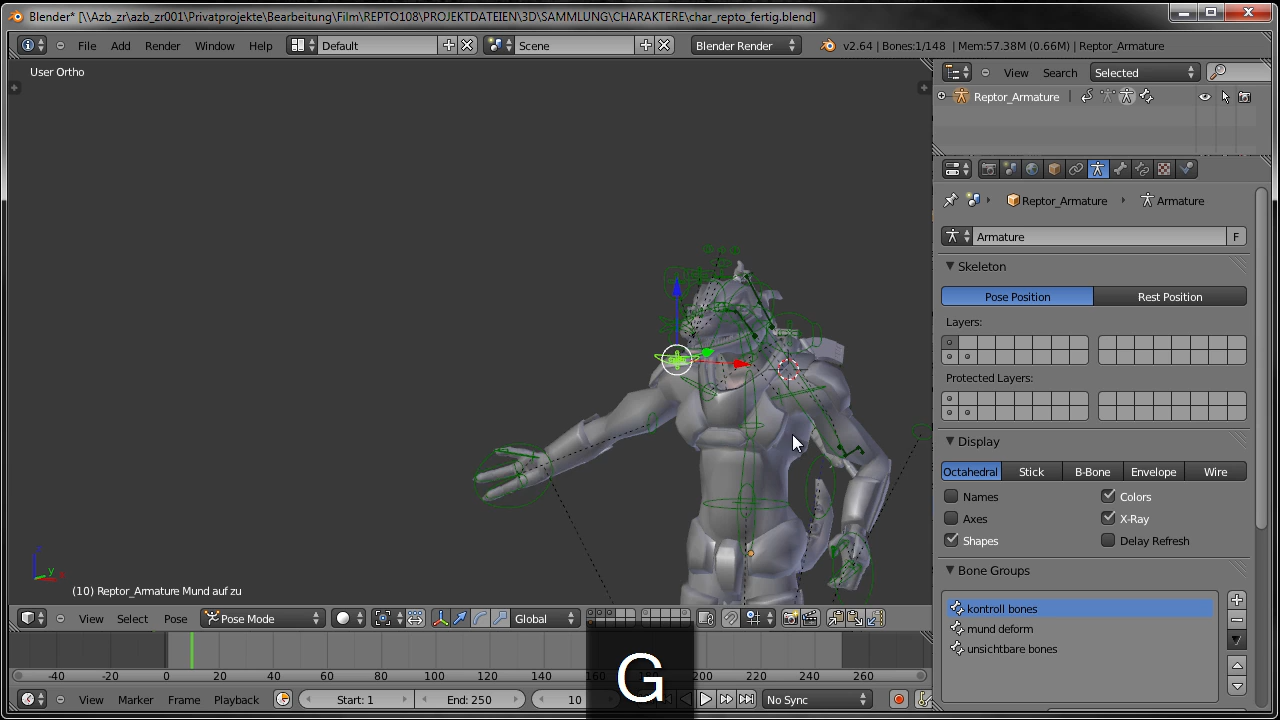 Blender* [\\Azb_zr\azb_zr001\Privatprojekte\Bearbeitung\Film\REPTO108\PROJEKTDATEIEN\3D\SAMMLUNG\CHARAKTERE\char_repto_fertig.blend]
File Add Render Window Help Default Scene Blender Render v2.64 | Bones:1/148 | Mem:57.38M (0.66M) | Reptor_Armature
User Ortho
View Search Selected
Reptor_Armature
Reptor_Armature Armature
Armature F
Skeleton
Pose Position Rest Position
Layers:
Protected Layers:
Display
Octahedral Stick B-Bone Envelope Wire
Names Colors
Axes X-Ray
Shapes Delay Refresh
Bone Groups
kontroll bones
mund deform
unsichtbare bones
z
y x
(10) Reptor_Armature Mund auf zu
View Select Pose Pose Mode Global
-40 -20 0 20 40 60 80 100 120 140 200 220 240 260
View Marker Frame Playback Start: 1 End: 250 10 No Sync
G